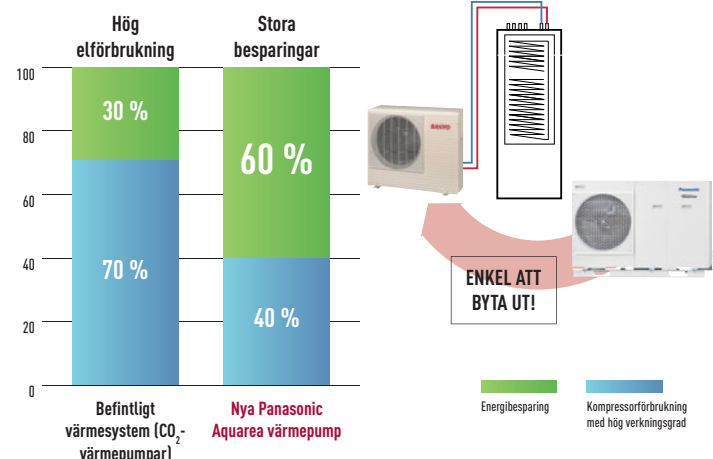 Hög
elförbrukning
Stora
besparingar
100
80
60
40
20
0
30 %
70 %
60 %
40 %
Befintligt
värmesystem (CO₂-
värmepumpar)
Nya Panasonic
Aquarea värmepump
SANYO
Panasonic
ENKEL ATT
BYTA UT!
Energibesparing
Kompressorförbrukning
med hög verkningsgrad